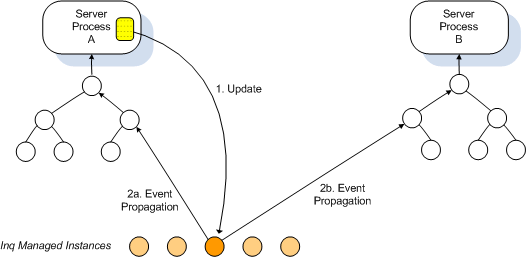 Server
Process
A
Server
Process
B
1. Update
2a. Event
Propagation
2b. Event
Propagation
Inq Managed Instances